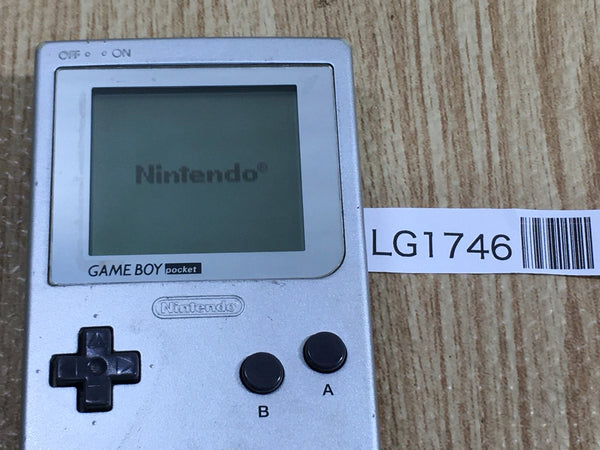 OFF ON
Nintendo®
LG1746
GAME BOY pocket
Nintendo
A
B